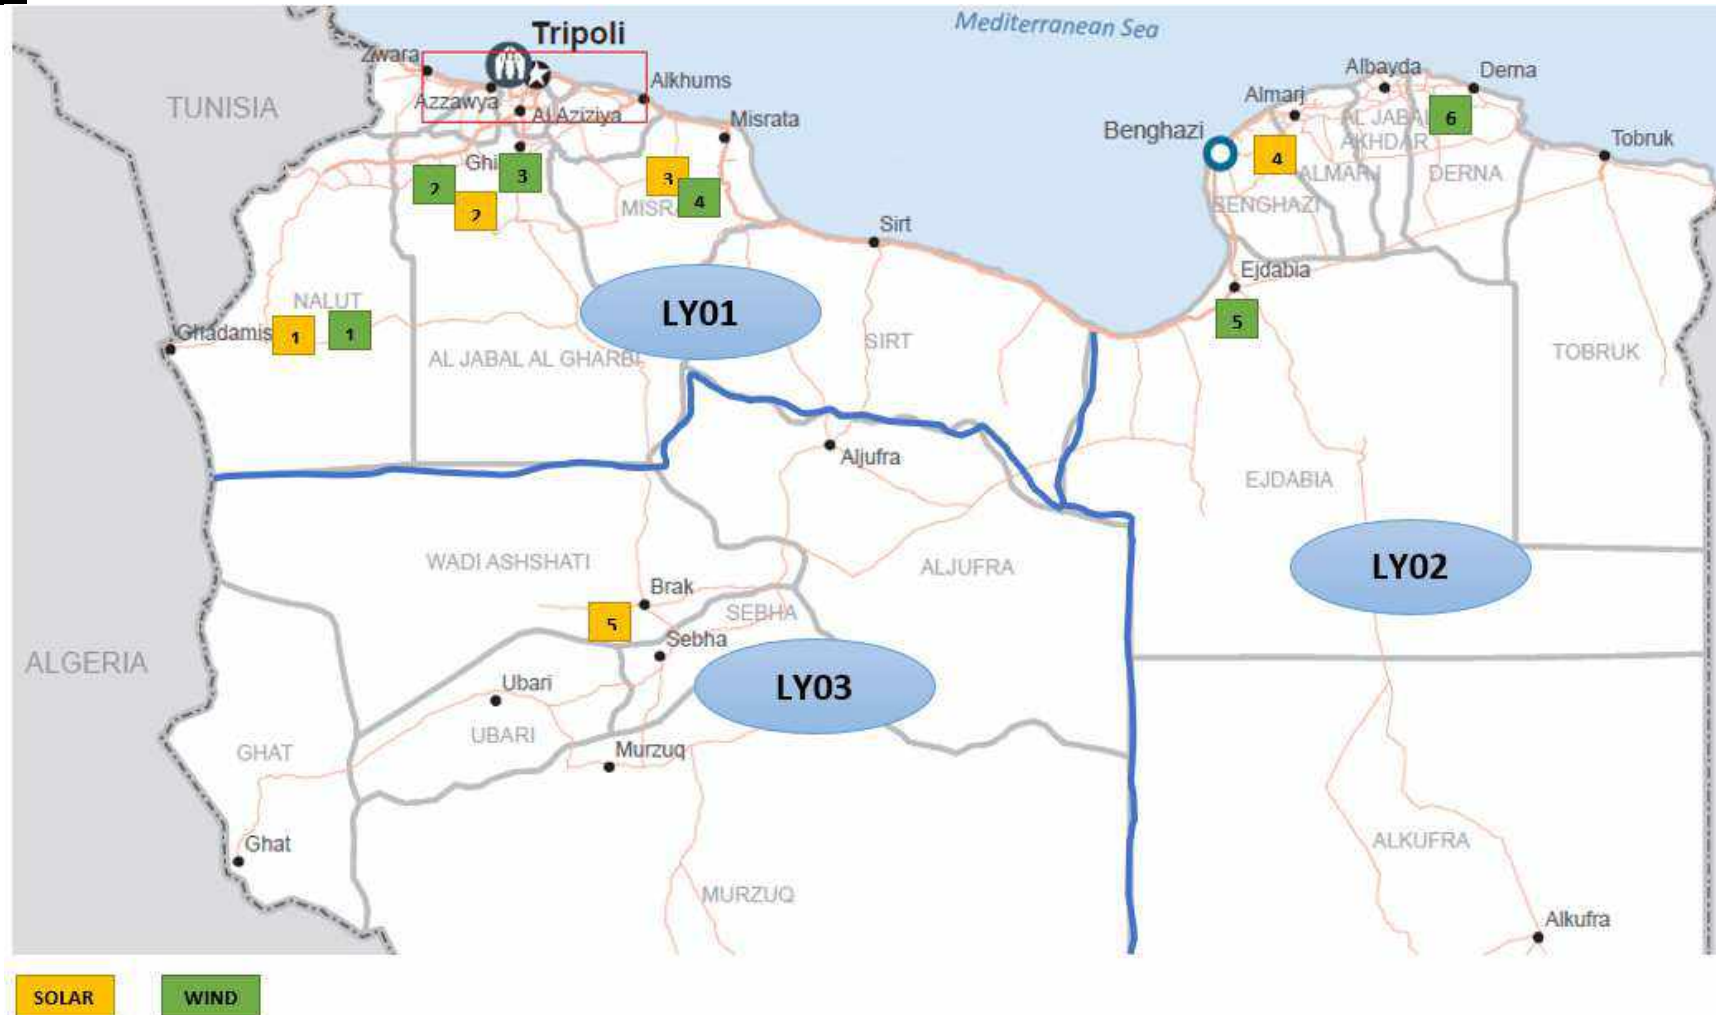 Mediterranean Sea
Tripoli
Zwara
Azzawya
Al Aziziya
Alkhums
Misrata
TUNISIA
Ghi
2
3
2
3
4
MISR
Sirt
NALUT
Ghadamis
1
1
AL JABAL AL GHARBI
LY01
SIRT
Albayda
Derna
Almarj
Benghazi
Tobruk
6
4
AL JABAL
AKHDAR
ALMARJ
DERNA
BENGHAZI
Ejdabia
5
TOBRUK
Aljufra
EJDABIA
WADI ASHSHATI
ALJUFRA
LY02
Brak
5
SEBHA
Sebha
ALGERIA
Ubari
LY03
UBARI
GHAT
Murzuq
Ghat
ALKUFRA
MURZUQ
Alkufra
SOLAR
WIND